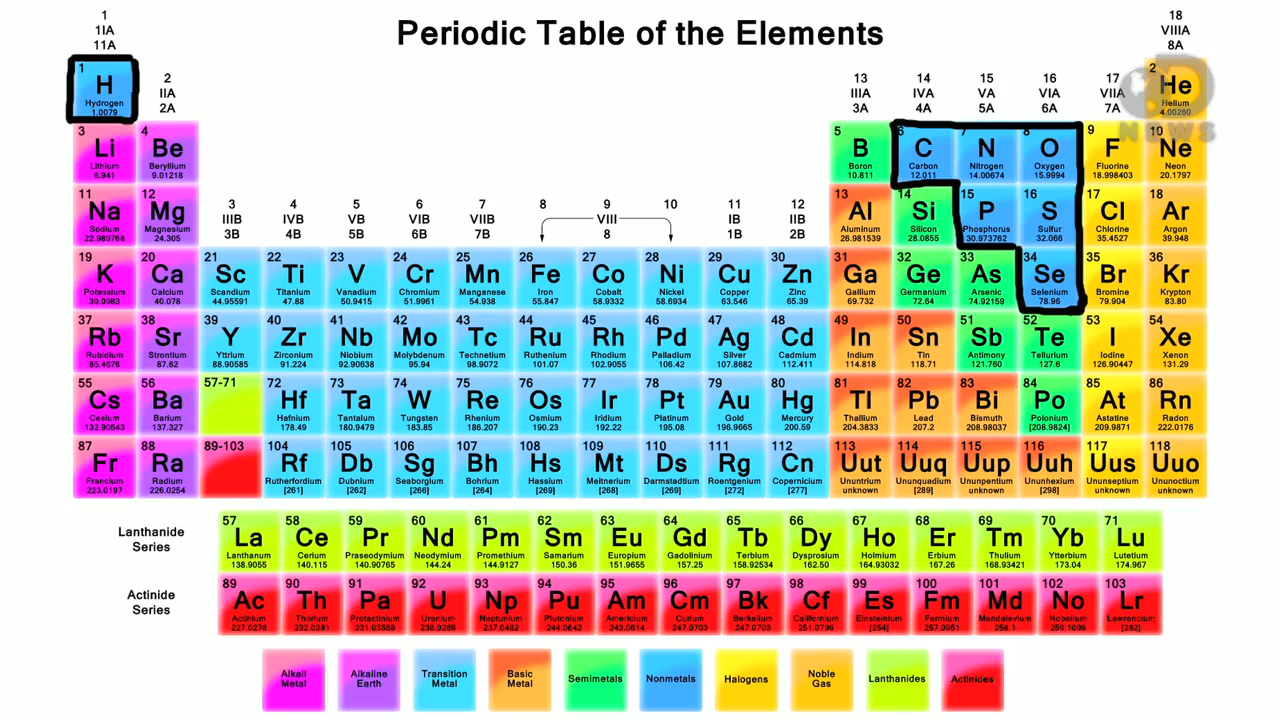 Periodic Table of the Elements
1
1IA
11A
18
VIIIA
8A
2
IIA
2A
13
IIIA
3A
14
IVA
4A
15
VA
5A
16
VIA
6A
17
VIIA
7A
3
IIIB
3B
4
IVB
4B
5
VB
5B
6
VIB
6B
7
VIIB
7B
8
9
10
VIII
8
11
IB
1B
12
IIB
2B
1
H
Hydrogen
1.0079
2
He
Helium
4.00260
D
NEWS
3
Li
Lithium
6.941
4
Be
Beryllium
9.01218
5
B
Boron
10.811
6
C
Carbon
12.011
7
N
Nitrogen
14.00674
8
O
Oxygen
15.9994
9
F
Fluorine
18.998403
10
Ne
Neon
20.1797
11
Na
Sodium
22.989768
12
Mg
Magnesium
24.305
13
Al
Aluminum
26.981539
14
Si
Silicon
28.0855
15
P
Phosphorus
30.973762
16
S
Sulfur
32.066
17
Cl
Chlorine
35.4527
18
Ar
Argon
39.948
19
K
Potassium
39.0983
20
Ca
Calcium
40.078
21
Sc
Scandium
44.95591
22
Ti
Titanium
47.88
23
V
Vanadium
50.9415
24
Cr
Chromium
51.9961
25
Mn
Manganese
54.938
26
Fe
Iron
55.847
27
Co
Cobalt
58.9332
28
Ni
Nickel
58.6934
29
Cu
Copper
63.546
30
Zn
Zinc
65.39
31
Ga
Gallium
69.732
32
Ge
Germanium
72.64
33
As
Arsenic
74.92159
34
Se
Selenium
78.96
35
Br
Bromine
79.904
36
Kr
Krypton
83.80
37
Rb
Rubidium
85.4678
38
Sr
Strontium
87.62
39
Y
Yttrium
88.90585
40
Zr
Zirconium
91.224
41
Nb
Niobium
92.90638
42
Mo
Molybdenum
95.94
43
Tc
Technetium
98.9072
44
Ru
Ruthenium
101.07
45
Rh
Rhodium
102.9055
46
Pd
Palladium
106.42
47
Ag
Silver
107.8682
48
Cd
Cadmium
112.411
49
In
Indium
114.818
50
Sn
Tin
118.71
51
Sb
Antimony
121.760
52
Te
Tellurium
127.6
53
I
Iodine
126.90447
54
Xe
Xenon
131.29
55
Cs
Cesium
132.90543
56
Ba
Barium
137.327
57-71
72
Hf
Hafnium
178.49
73
Ta
Tantalum
180.9479
74
W
Tungsten
183.85
75
Re
Rhenium
186.207
76
Os
Osmium
190.23
77
Ir
Iridium
192.22
78
Pt
Platinum
195.08
79
Au
Gold
196.9665
80
Hg
Mercury
200.59
81
Tl
Thallium
204.3833
82
Pb
Lead
207.2
83
Bi
Bismuth
208.98037
84
Po
Polonium
[208.9824]
85
At
Astatine
209.9871
86
Rn
Radon
222.0176
87
Fr
Francium
223.0197
88
Ra
Radium
226.0254
89-103
104
Rf
Rutherfordium
[261]
105
Db
Dubnium
[262]
106
Sg
Seaborgium
[266]
107
Bh
Bohrium
[264]
108
Hs
Hassium
[269]
109
Mt
Meitnerium
[268]
110
Ds
Darmstadtium
[269]
111
Rg
Roentgenium
[272]
112
Cn
Copernicium
[277]
113
Uut
Ununtrium
unknown
114
Uuq
Ununquadium
[289]
115
Uup
Ununpentium
unknown
116
Uuh
Ununhexium
[298]
117
Uus
Ununseptium
unknown
118
Uuo
Ununoctium
unknown
Lanthanide
Series
57
La
Lanthanum
138.9055
58
Ce
Cerium
140.115
59
Pr
Praseodymium
140.90765
60
Nd
Neodymium
144.24
61
Pm
Promethium
144.9127
62
Sm
Samarium
150.36
63
Eu
Europium
151.9655
64
Gd
Gadolinium
157.25
65
Tb
Terbium
158.92534
66
Dy
Dysprosium
162.50
67
Ho
Holmium
164.93032
68
Er
Erbium
167.26
69
Tm
Thulium
168.93421
70
Yb
Ytterbium
173.04
71
Lu
Lutetium
174.967
Actinide
Series
89
Ac
Actinium
227.0278
90
Th
Thorium
232.0381
91
Pa
Protactinium
231.03588
92
U
Uranium
238.0289
93
Np
Neptunium
237.0482
94
Pu
Plutonium
244.0642
95
Am
Americium
243.0614
96
Cm
Curium
247.0703
97
Bk
Berkelium
247.0703
98
Cf
Californium
251.0796
99
Es
Einsteinium
[254]
100
Fm
Fermium
257.0951
101
Md
Mendelevium
258.1
102
No
Nobelium
259.1009
103
Lr
Lawrencium
[262]
Alkali
Metal
Alkaline
Earth
Transition
Metal
Basic
Metal
Semimetals
Nonmetals
Halogens
Noble
Gas
Lanthanides
Actinides